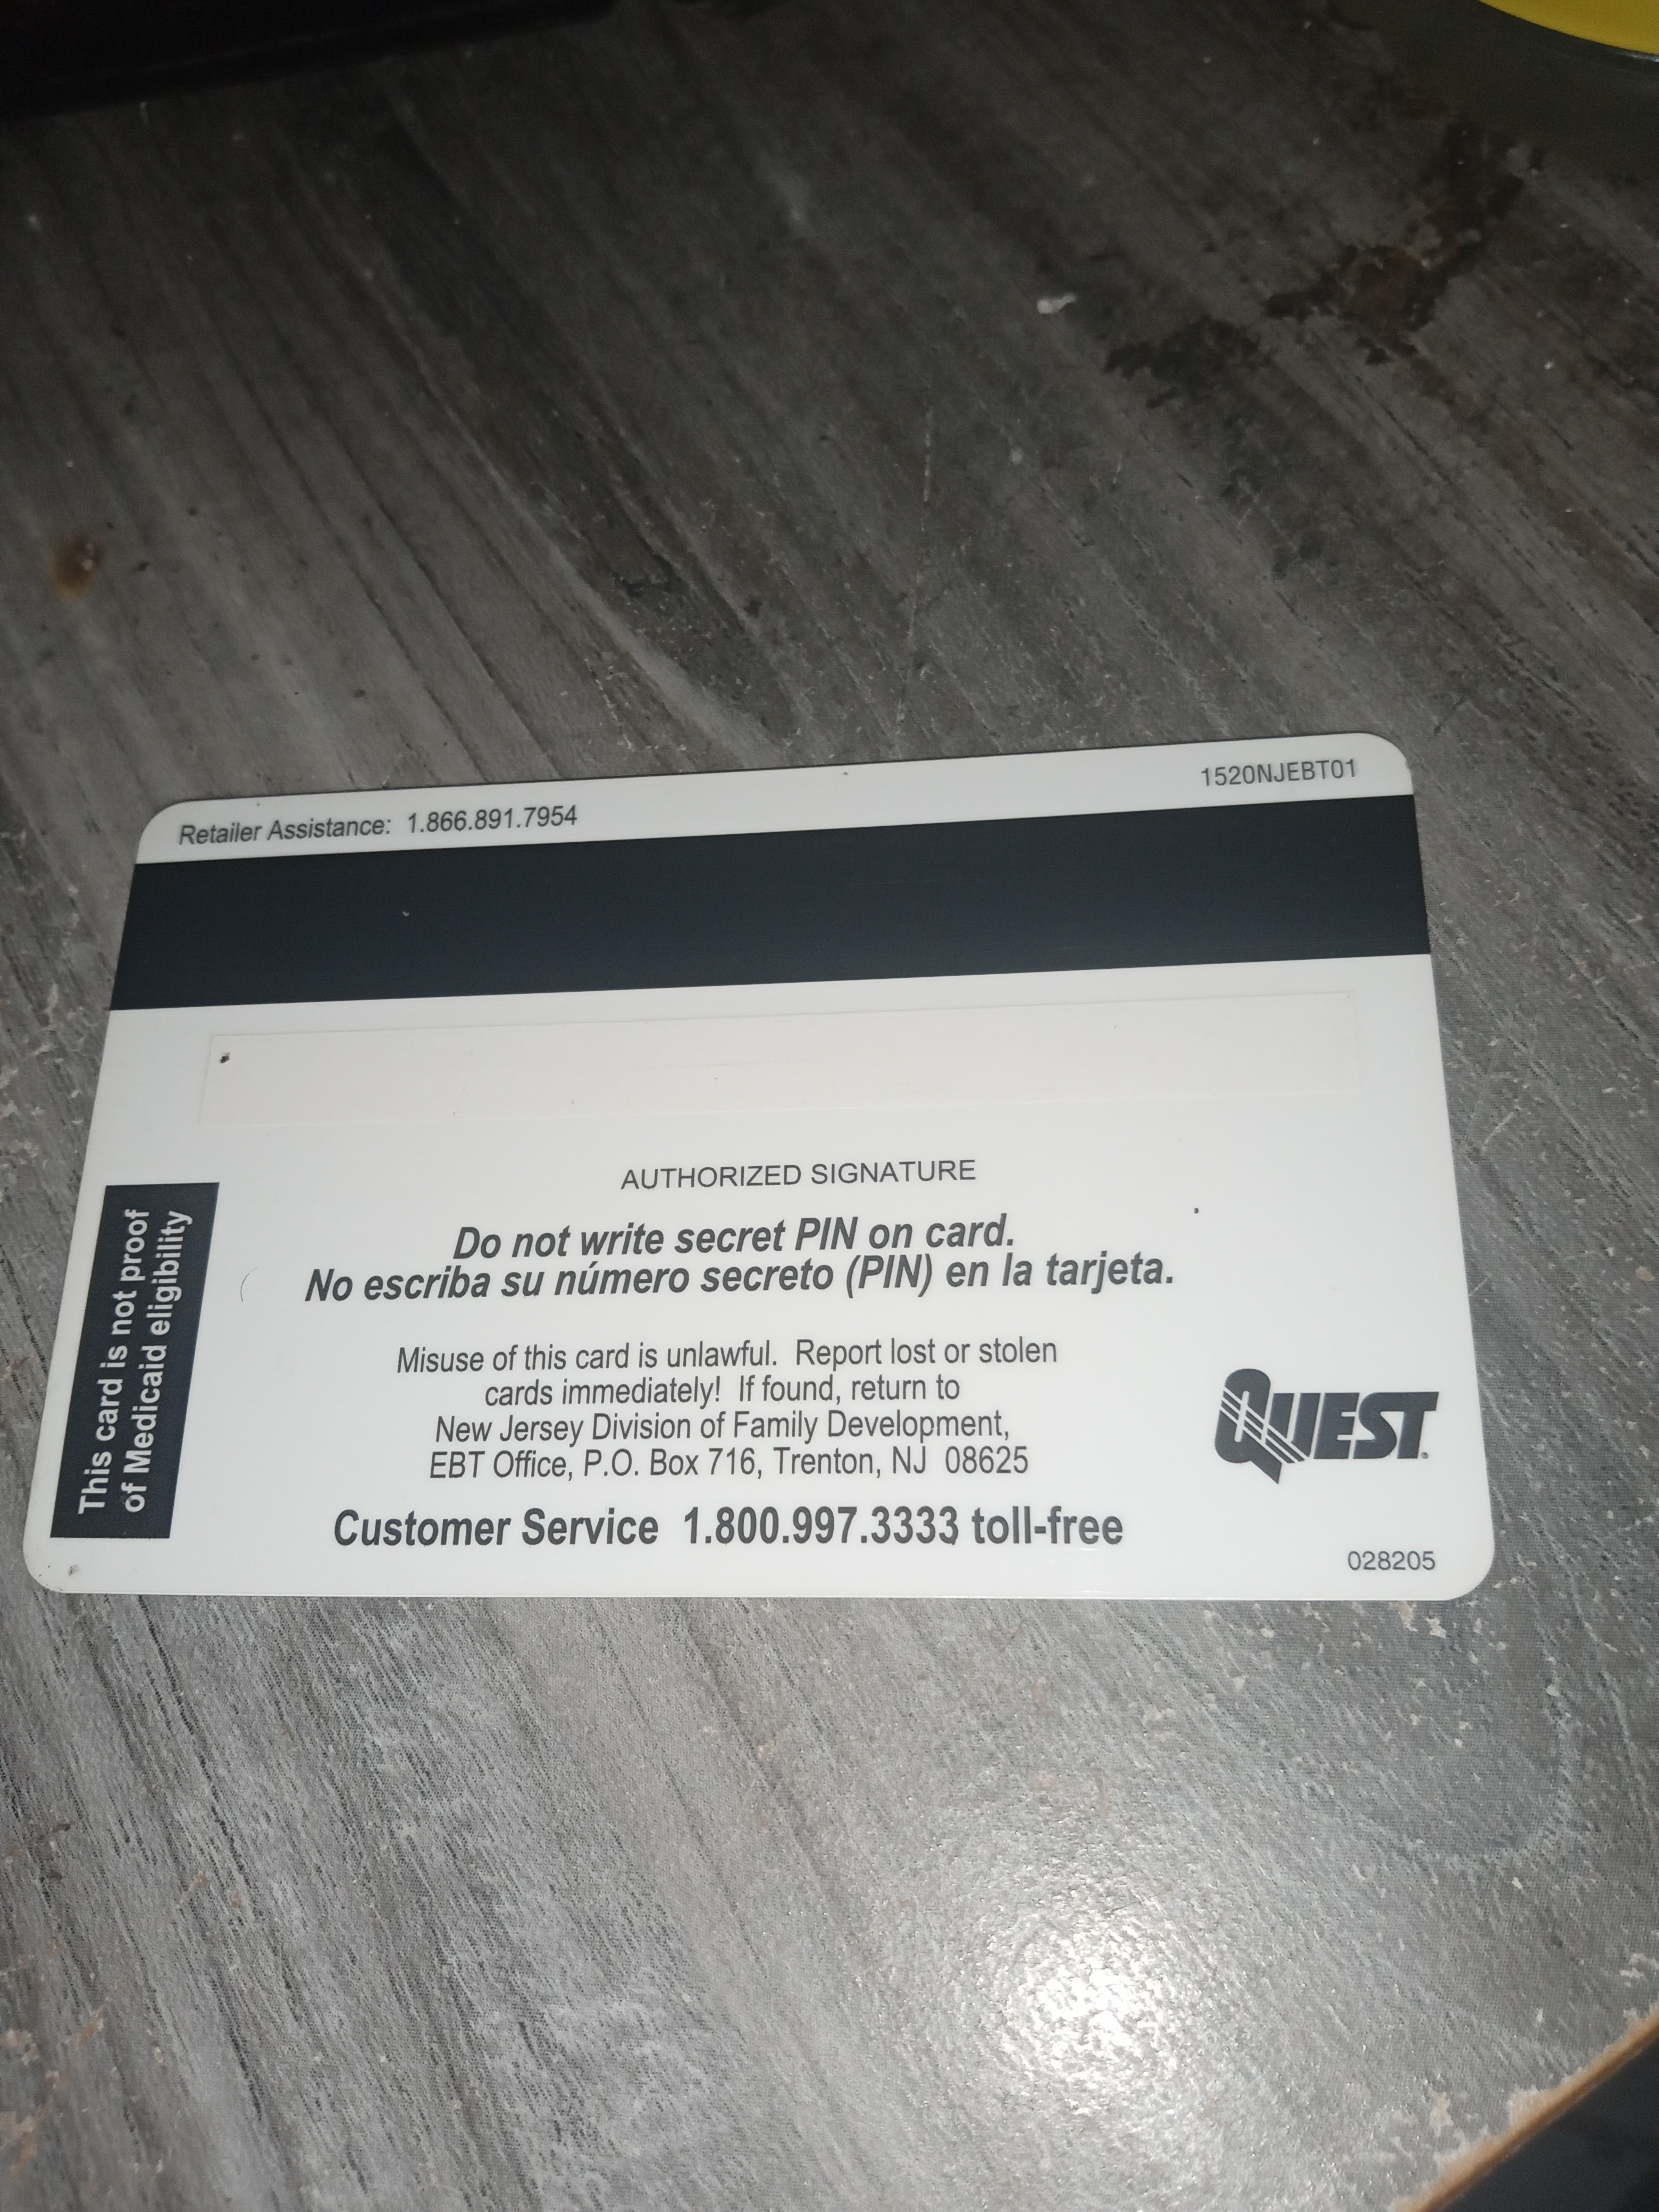 Retailer Assistance: 1.866.891.7954
1520NJEBT01
AUTHORIZED SIGNATURE
Do not write secret PIN on card.
No escriba su número secreto (PIN) en la tarjeta.
This card is not proof
of Medicaid eligibility
Misuse of this card is unlawful. Report lost or stolen
cards immediately! If found, return to
New Jersey Division of Family Development,
EBT Office, P.O. Box 716, Trenton, NJ 08625
QUEST
Customer Service 1.800.997.3333 toll-free
028205